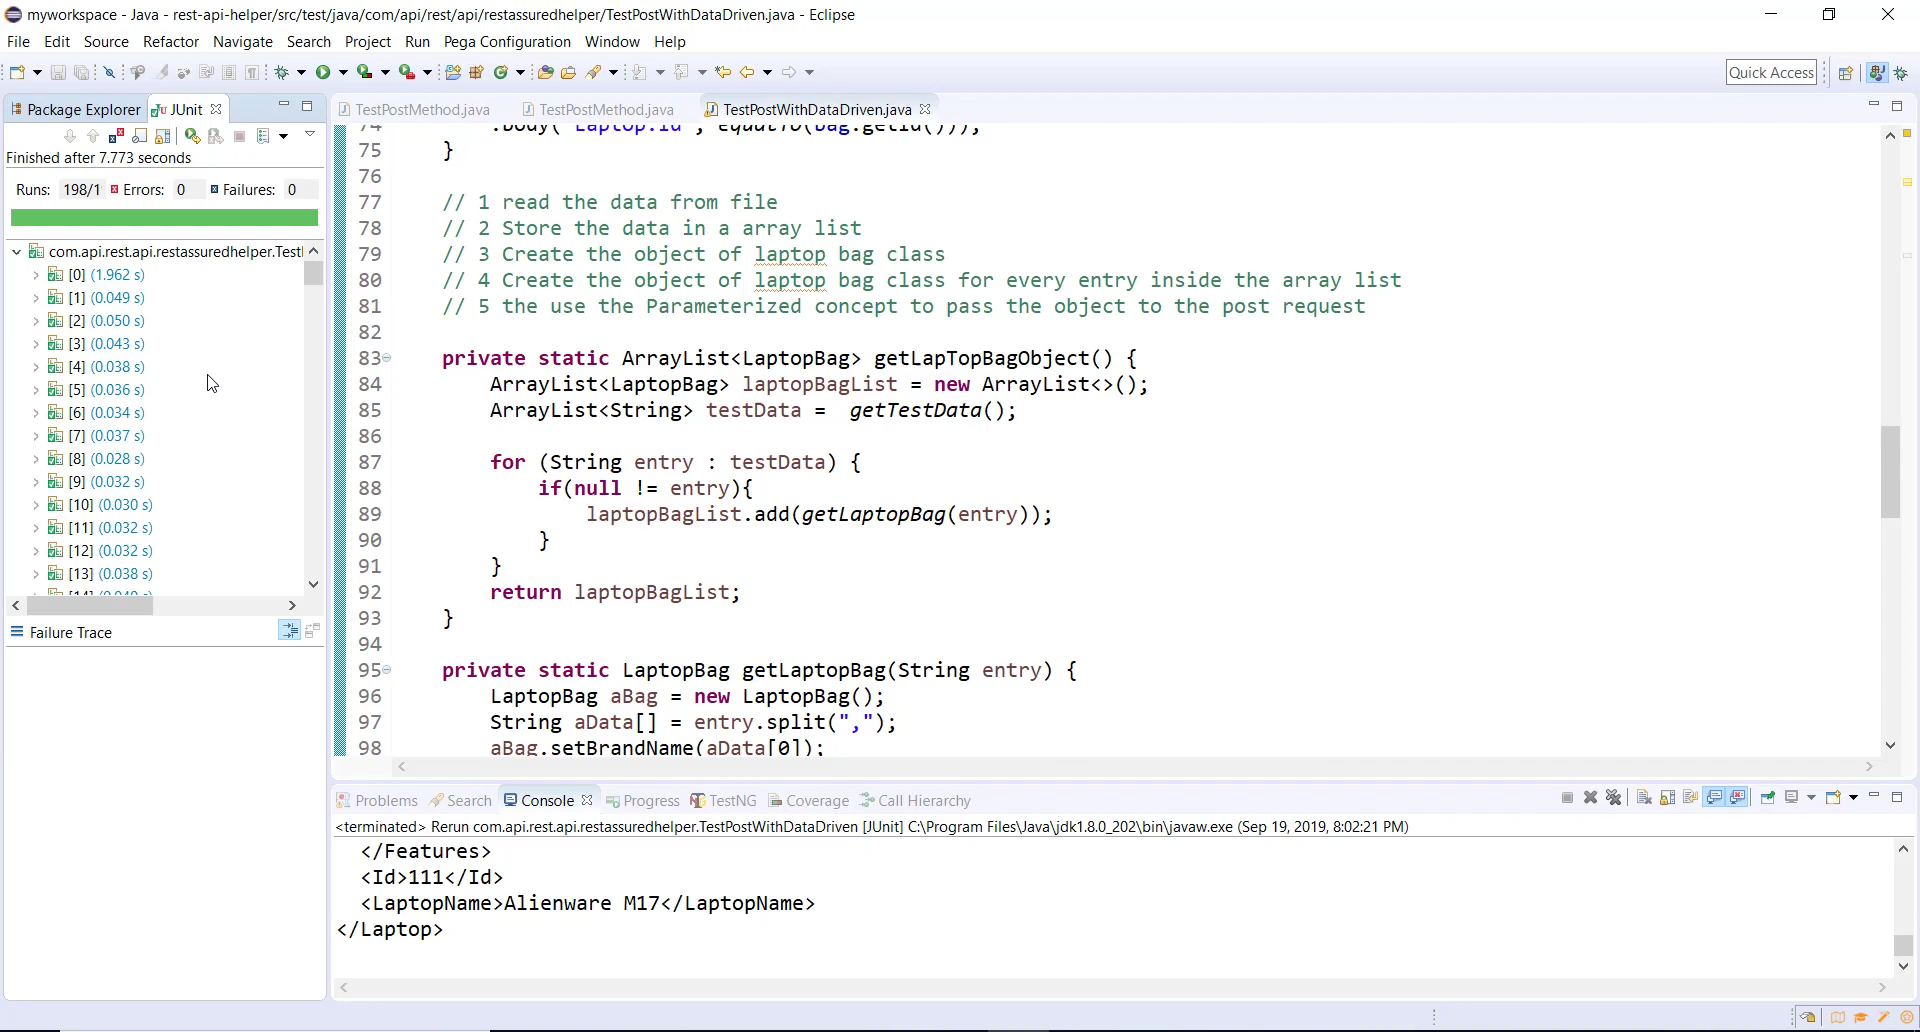 myworkspace - Java - rest-api-helper/src/test/java/com/api/rest/api/restassuredhelper/TestPostWithDataDriven.java - Eclipse
File Edit Source Refactor Navigate Search Project Run Pega Configuration Window Help
Quick Access
Package Explorer JUnit
Finished after 7.773 seconds
Runs: 198/1 Errors: 0 Failures: 0
com.api.rest.api.restassuredhelper.Test
[0] (1.962 s)
[1] (0.049 s)
[2] (0.050 s)
[3] (0.043 s)
[4] (0.038 s)
[5] (0.036 s)
[6] (0.034 s)
[7] (0.037 s)
[8] (0.028 s)
[9] (0.032 s)
[10] (0.030 s)
[11] (0.032 s)
[12] (0.032 s)
[13] (0.038 s)
Failure Trace
TestPostMethod.java TestPostMethod.java TestPostWithDataDriven.java
74 .body("Laptop.Id", equalTo(bag.getId()));
75 }
76
77 // 1 read the data from file
78 // 2 Store the data in a array list
79 // 3 Create the object of laptop bag class
80 // 4 Create the object of laptop bag class for every entry inside the array list
81 // 5 the use the Parameterized concept to pass the object to the post request
82
83 private static ArrayList<LaptopBag> getLapTopBagObject() {
84 ArrayList<LaptopBag> laptopBagList = new ArrayList<>();
85 ArrayList<String> testData = getTestData();
86
87 for (String entry : testData) {
88 if(null != entry){
89 laptopBagList.add(getLaptopBag(entry));
90 }
91 }
92 return laptopBagList;
93 }
94
95 private static LaptopBag getLaptopBag(String entry) {
96 LaptopBag aBag = new LaptopBag();
97 String aData[] = entry.split(",");
98 aBag.setBrandName(aData[0]);
Problems Search Console Progress TestNG Coverage Call Hierarchy
<terminated> Rerun com.api.rest.api.restassuredhelper.TestPostWithDataDriven [JUnit] C:\Program Files\Java\jdk1.8.0_202\bin\javaw.exe (Sep 19, 2019, 8:02:21 PM)
</Features>
<Id>111</Id>
<LaptopName>Alienware M17</LaptopName>
</Laptop>